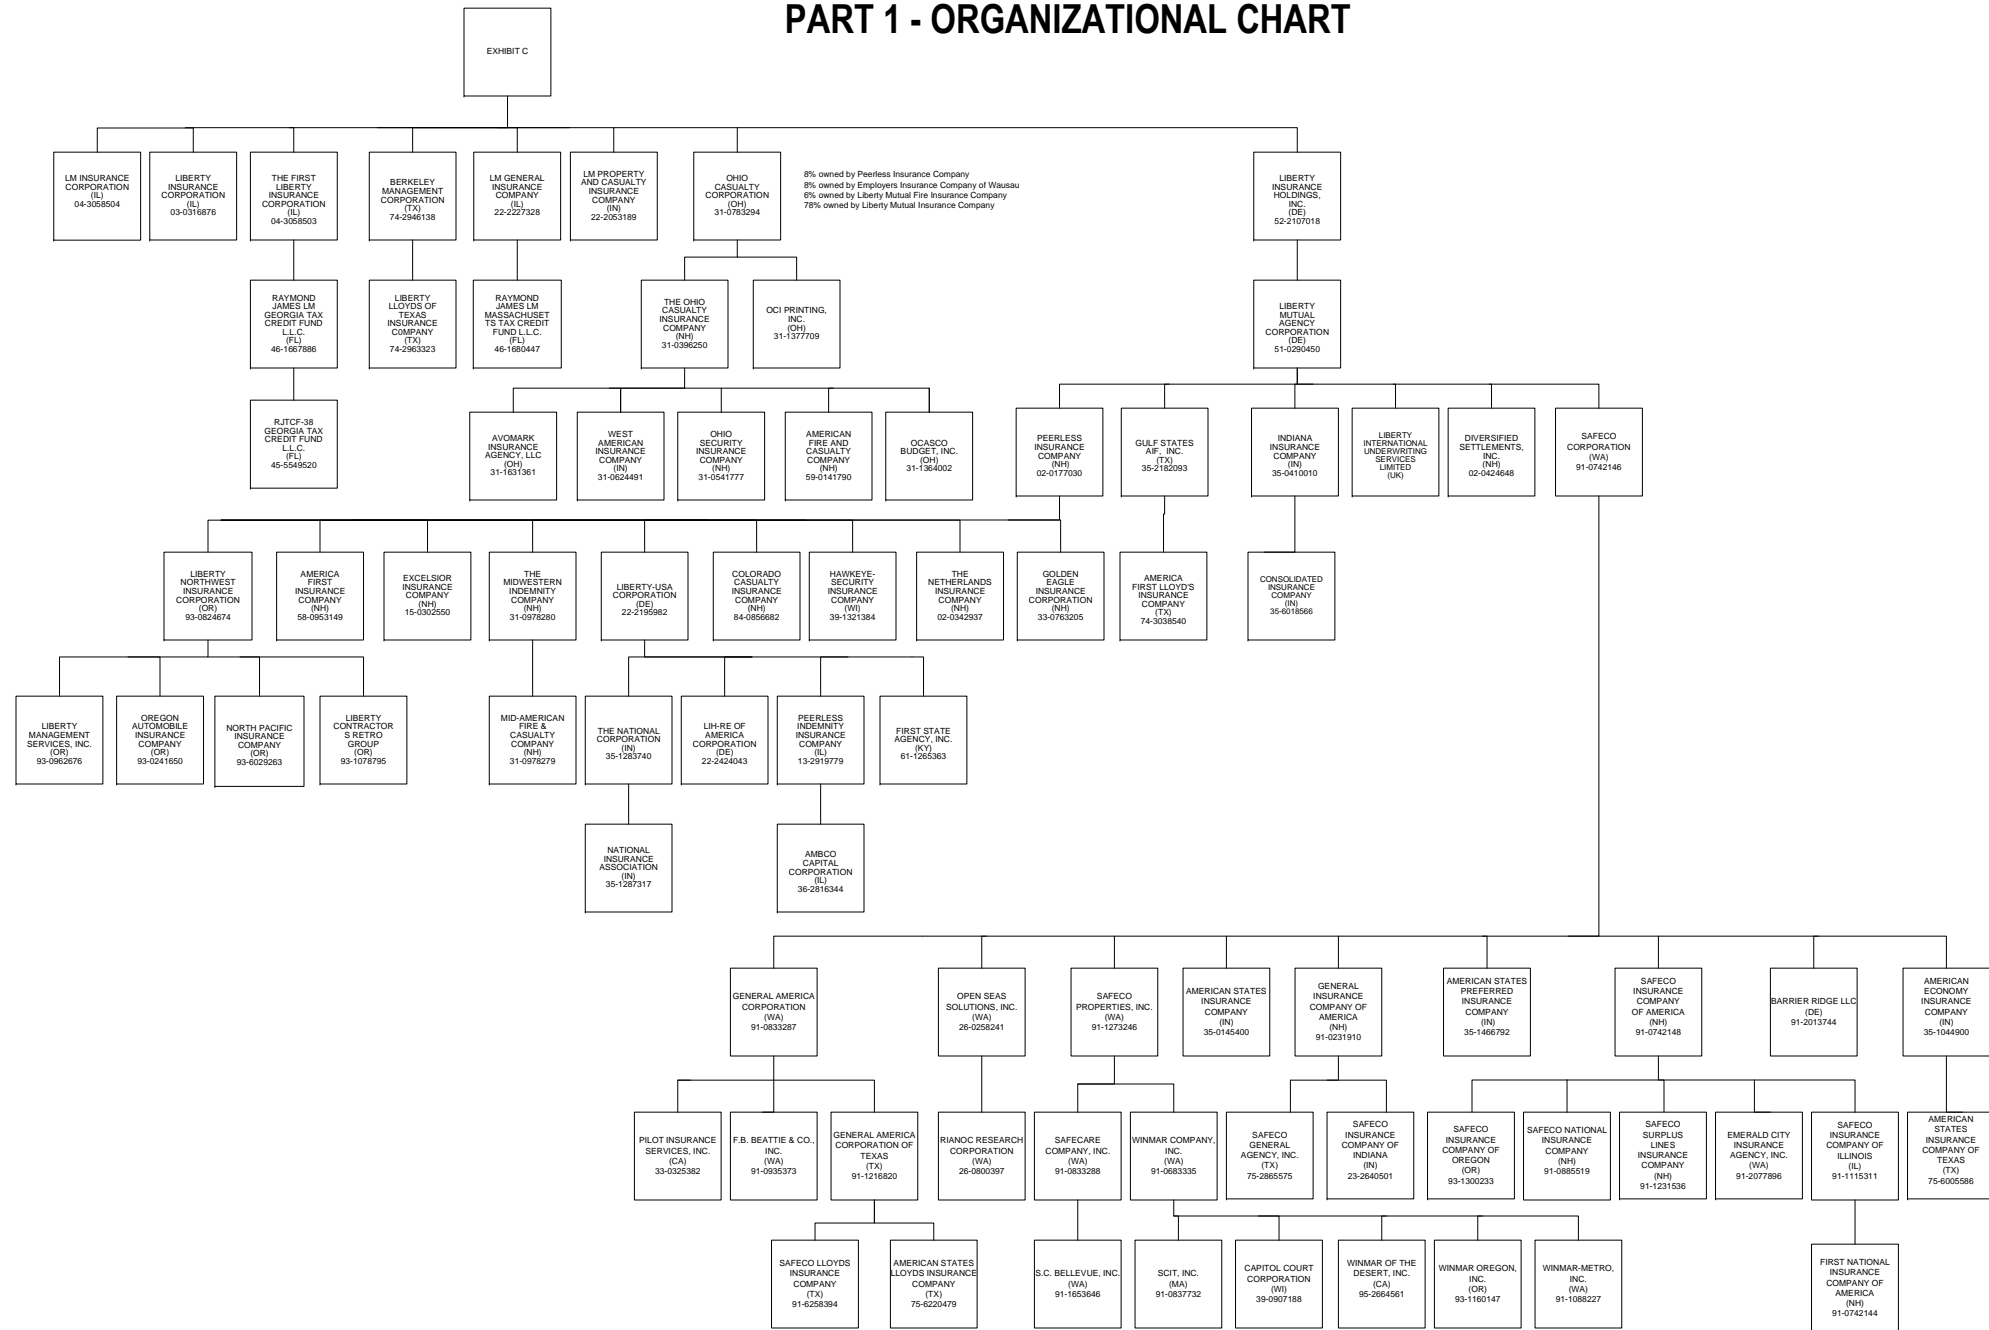 PART 1 - ORGANIZATIONAL CHART
EXHIBIT C
LM INSURANCE
CORPORATION
(IL)
04-3058504
LIBERTY
INSURANCE
CORPORATION
(IL)
03-0316876
THE FIRST
LIBERTY
INSURANCE
CORPORATION
(IL)
04-3058503
BERKELEY
MANAGEMENT
CORPORATION
(TX)
74-2946138
LM GENERAL
INSURANCE
COMPANY
(IL)
22-2227328
LM PROPERTY
AND CASUALTY
INSURANCE
COMPANY
(IN)
22-2053189
OHIO
CASUALTY
CORPORATION
(OH)
31-0783294
8% owned by Peerless Insurance Company
8% owned by Employers Insurance Company of Wausau
6% owned by Liberty Mutual Fire Insurance Company
78% owned by Liberty Mutual Insurance Company
LIBERTY
INSURANCE
HOLDINGS,
INC.
(DE)
52-2107018
RAYMOND
JAMES LM
GEORGIA TAX
CREDIT FUND
L.L.C.
(FL)
46-1667886
LIBERTY
LLOYDS OF
TEXAS
INSURANCE
COMPANY
(TX)
74-2963323
RAYMOND
JAMES LM
MASSACHUSET
TS TAX CREDIT
FUND L.L.C.
(FL)
46-1680447
THE OHIO
CASUALTY
INSURANCE
COMPANY
(NH)
31-0396250
OCI PRINTING,
INC.
(OH)
31-1377709
LIBERTY
MUTUAL
AGENCY
CORPORATION
(DE)
51-0290450
RJTCF-38
GEORGIA TAX
CREDIT FUND
L.L.C.
(FL)
45-5549520
AVOMARK
INSURANCE
AGENCY, LLC
(OH)
31-1631361
WEST
AMERICAN
INSURANCE
COMPANY
(IN)
31-0624491
OHIO
SECURITY
INSURANCE
COMPANY
(NH)
31-0541777
AMERICAN
FIRE AND
CASUALTY
COMPANY
(NH)
59-0141790
OCASCO
BUDGET, INC.
(OH)
31-1364002
PEERLESS
INSURANCE
COMPANY
(NH)
02-0177030
GULF STATES
AIF, INC.
(TX)
35-2182093
INDIANA
INSURANCE
COMPANY
(IN)
35-0410010
LIBERTY
INTERNATIONAL
UNDERWRITING
SERVICES
LIMITED
(UK)
DIVERSIFIED
SETTLEMENTS,
INC.
(NH)
02-0424648
SAFECO
CORPORATION
(WA)
91-0742146
LIBERTY
NORTHWEST
INSURANCE
CORPORATION
(OR)
93-0824674
AMERICA
FIRST
INSURANCE
COMPANY
(NH)
58-0953149
EXCELSIOR
INSURANCE
COMPANY
(NH)
15-0302550
THE
MIDWESTERN
INDEMNITY
COMPANY
(NH)
31-0978280
LIBERTY-USA
CORPORATION
(DE)
22-2195982
COLORADO
CASUALTY
INSURANCE
COMPANY
(NH)
84-0856682
HAWKEYE-
SECURITY
INSURANCE
COMPANY
(WI)
39-1321384
THE
NETHERLANDS
INSURANCE
COMPANY
(NH)
02-0342937
GOLDEN
EAGLE
INSURANCE
CORPORATION
(NH)
33-0763205
AMERICA
FIRST LLOYD'S
INSURANCE
COMPANY
(TX)
74-3038540
CONSOLIDATED
INSURANCE
COMPANY
(IN)
35-6018566
LIBERTY
MANAGEMENT
SERVICES, INC.
(OR)
93-0962676
OREGON
AUTOMOBILE
INSURANCE
COMPANY
(OR)
93-0241650
NORTH PACIFIC
INSURANCE
COMPANY
(OR)
93-6029263
LIBERTY
CONTRACTOR
S RETRO
GROUP
(OR)
93-1078795
MID-AMERICAN
FIRE &
CASUALTY
COMPANY
(NH)
31-0978279
THE NATIONAL
CORPORATION
(IN)
35-1283740
LIH-RE OF
AMERICA
CORPORATION
(DE)
22-2424043
PEERLESS
INDEMNITY
INSURANCE
COMPANY
(IL)
13-2919779
FIRST STATE
AGENCY, INC.
(KY)
61-1265363
NATIONAL
INSURANCE
ASSOCIATION
(IN)
35-1287317
AMBCO
CAPITAL
CORPORATION
(IL)
36-2816344
GENERAL AMERICA
CORPORATION
(WA)
91-0833287
OPEN SEAS
SOLUTIONS, INC.
(WA)
26-0258241
SAFECO
PROPERTIES, INC.
(WA)
91-1273246
AMERICAN STATES
INSURANCE
COMPANY
(IN)
35-0145400
GENERAL
INSURANCE
COMPANY OF
AMERICA
(NH)
91-0231910
AMERICAN STATES
PREFERRED
INSURANCE
COMPANY
(IN)
35-1466792
SAFECO
INSURANCE
COMPANY
OF AMERICA
(NH)
91-0742148
BARRIER RIDGE LLC
(DE)
91-2013744
AMERICAN
ECONOMY
INSURANCE
COMPANY
(IN)
35-1044900
PILOT INSURANCE
SERVICES, INC.
(CA)
33-0325382
F.B. BEATTIE & CO.,
INC.
(WA)
91-0935373
GENERAL AMERICA
CORPORATION OF
TEXAS
(TX)
91-1216820
RIANOC RESEARCH
CORPORATION
(WA)
26-0800397
SAFECARE
COMPANY, INC.
(WA)
91-0833288
WINMAR COMPANY,
INC.
(WA)
91-0683335
SAFECO
GENERAL
AGENCY, INC.
(TX)
75-2865575
SAFECO
INSURANCE
COMPANY OF
INDIANA
(IN)
23-2640501
SAFECO
INSURANCE
COMPANY OF
OREGON
(OR)
93-1300233
SAFECO NATIONAL
INSURANCE
COMPANY
(NH)
91-0885519
SAFECO
SURPLUS
LINES
INSURANCE
COMPANY
(NH)
91-1231536
EMERALD CITY
INSURANCE
AGENCY, INC.
(WA)
91-2077896
SAFECO
INSURANCE
COMPANY OF
ILLINOIS
(IL)
91-1115311
AMERICAN
STATES
INSURANCE
COMPANY OF
TEXAS
(TX)
75-6005586
SAFECO LLOYDS
INSURANCE
COMPANY
(TX)
91-6258394
AMERICAN STATES
LLOYDS INSURANCE
COMPANY
(TX)
75-6220479
S.C. BELLEVUE, INC.
(WA)
91-1653646
SCIT, INC.
(MA)
91-0837732
CAPITOL COURT
CORPORATION
(WI)
39-0907188
WINMAR OF THE
DESERT, INC.
(CA)
95-2664561
WINMAR OREGON,
INC.
(OR)
93-1160147
WINMAR-METRO,
INC.
(WA)
91-1088227
FIRST NATIONAL
INSURANCE
COMPANY OF
AMERICA
(NH)
91-0742144